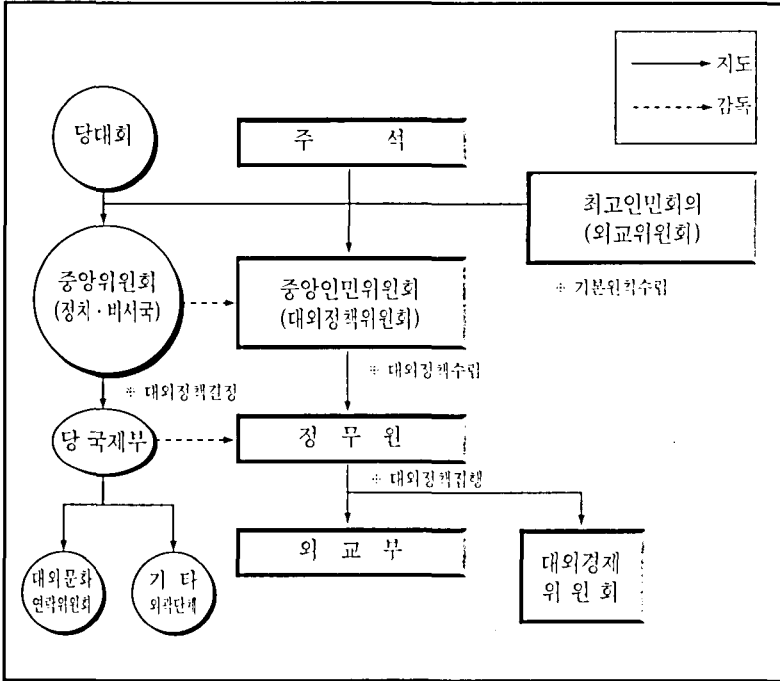 지도
감독
당대회
주 석
최고인민회의
(외교위원회)
※ 기본원칙수립
중앙위원회
(정치·비서국)
중앙인민위원회
(대외정책위원회)
※ 대외정책결정
※ 대외정책수립
당 국제부
정 무 원
※ 대외정책집행
대외문화
연락위원회
기 타
외곽단체
외 교 부
대외경제
위 원 회